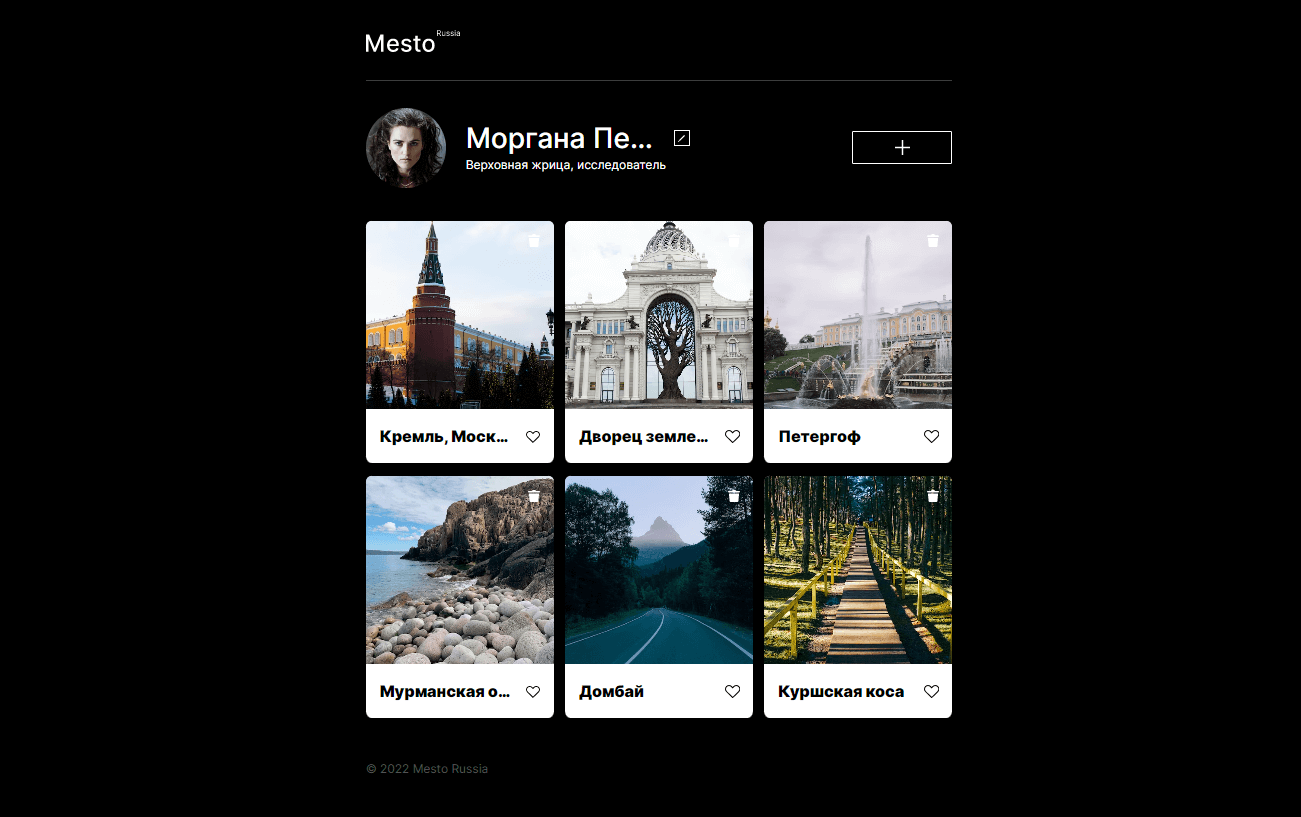 Mesto Russia
Моргана Пе...
Верховная жрица, исследователь
Кремль, Моск...
Дворец земле...
Петергоф
Мурманская о...
Домбай
Куршская коса
© 2022 Mesto Russia